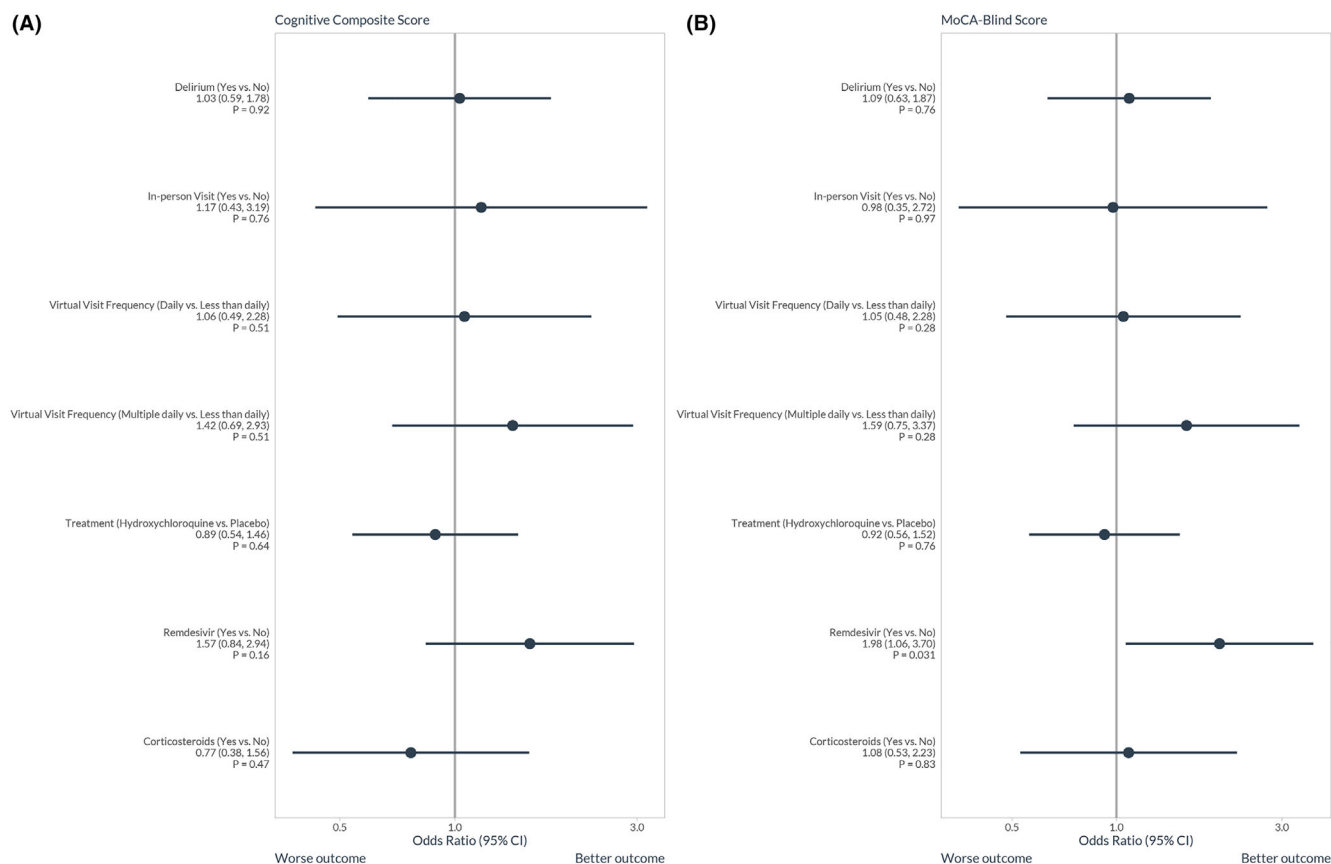 (A)
Cognitive Composite Score
Delirium (Yes vs. No)
1.03 (0.59, 1.78)
P = 0.92
In-person Visit (Yes vs. No)
1.17 (0.43, 3.19)
P = 0.76
Virtual Visit Frequency (Daily vs. Less than daily)
1.06 (0.49, 2.28)
P = 0.51
Virtual Visit Frequency (Multiple daily vs. Less than daily)
1.42 (0.69, 2.93)
P = 0.51
Treatment (Hydroxychloroquine vs. Placebo)
0.89 (0.54, 1.46)
P = 0.64
Remdesivir (Yes vs. No)
1.57 (0.84, 2.94)
P = 0.16
Corticosteroids (Yes vs. No)
0.77 (0.38, 1.56)
P = 0.47
0.5 1.0 3.0
Odds Ratio (95% CI)
Worse outcome Better outcome
(B)
MoCA-Blind Score
Delirium (Yes vs. No)
1.09 (0.63, 1.87)
P = 0.76
In-person Visit (Yes vs. No)
0.98 (0.35, 2.72)
P = 0.97
Virtual Visit Frequency (Daily vs. Less than daily)
1.05 (0.48, 2.28)
P = 0.28
Virtual Visit Frequency (Multiple daily vs. Less than daily)
1.59 (0.75, 3.37)
P = 0.28
Treatment (Hydroxychloroquine vs. Placebo)
0.92 (0.56, 1.52)
P = 0.76
Remdesivir (Yes vs. No)
1.98 (1.06, 3.70)
P = 0.031
Corticosteroids (Yes vs. No)
1.08 (0.53, 2.23)
P = 0.83
0.5 1.0 3.0
Odds Ratio (95% CI)
Worse outcome Better outcome